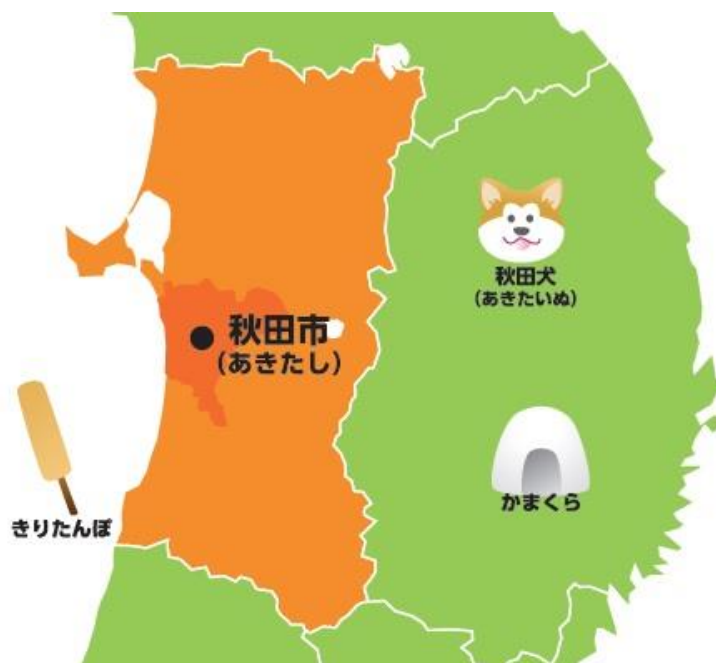 秋田犬
(あきたいぬ)
秋田市
(あきたし)
かまくら
きりたんぽ